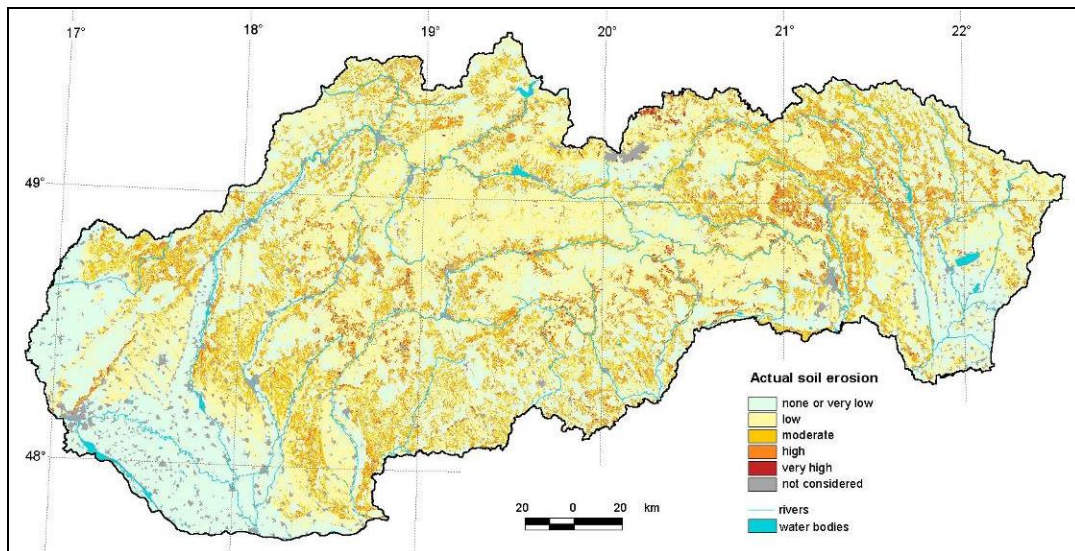 17° 18° 19° 20° 21° 22°
49°
48°
Actual soil erosion
none or very low
low
moderate
high
very high
not considered
rivers
water bodies
20 0 20 km